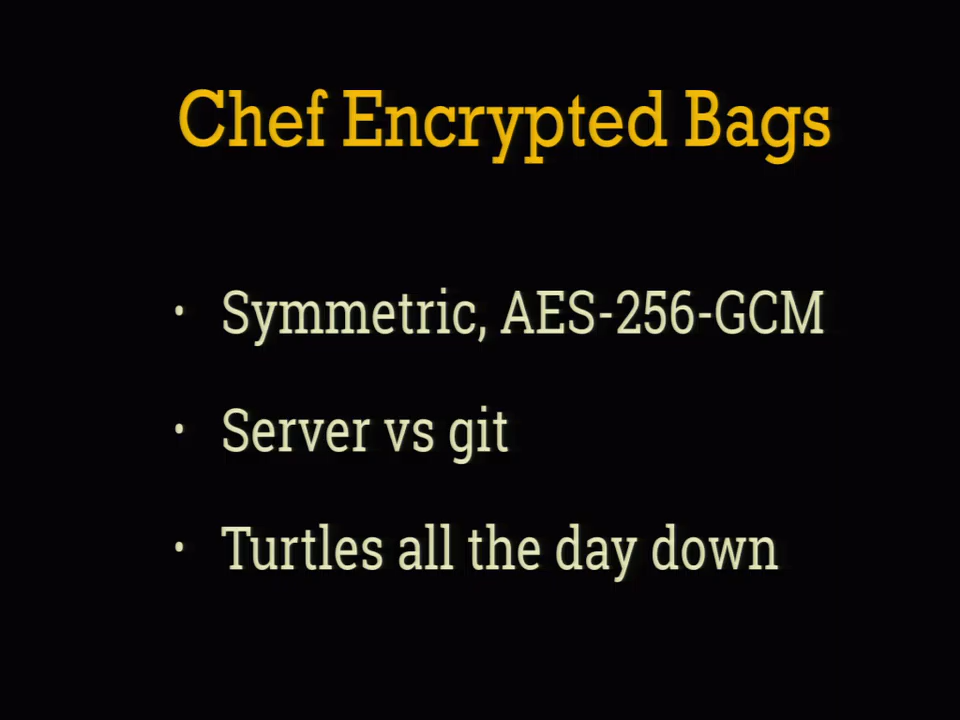 Chef Encrypted Bags
• Symmetric, AES-256-GCM
• Server vs git
• Turtles all the day down